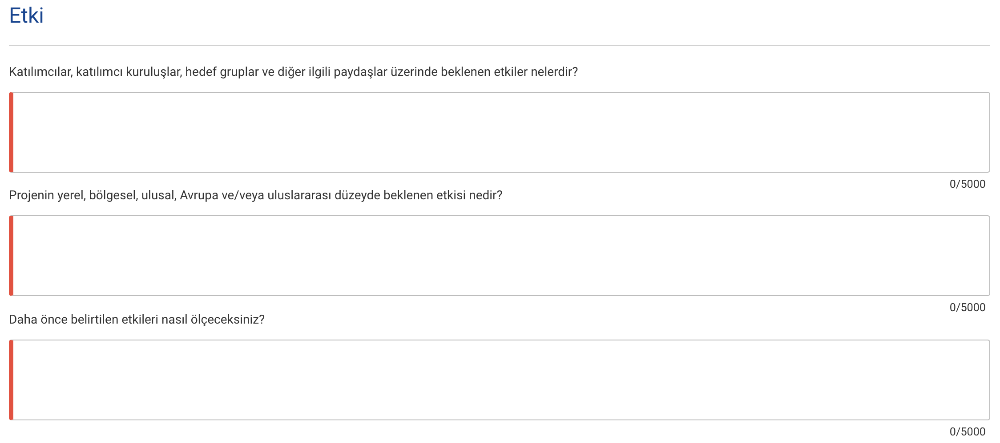 Etki
Katılımcılar, katılımcı kuruluşlar, hedef gruplar ve diğer ilgili paydaşlar üzerinde beklenen etkiler nelerdir?
0/5000
Projenin yerel, bölgesel, ulusal, Avrupa ve/veya uluslararası düzeyde beklenen etkisi nedir?
0/5000
Daha önce belirtilen etkileri nasıl ölçeceksiniz?
0/5000